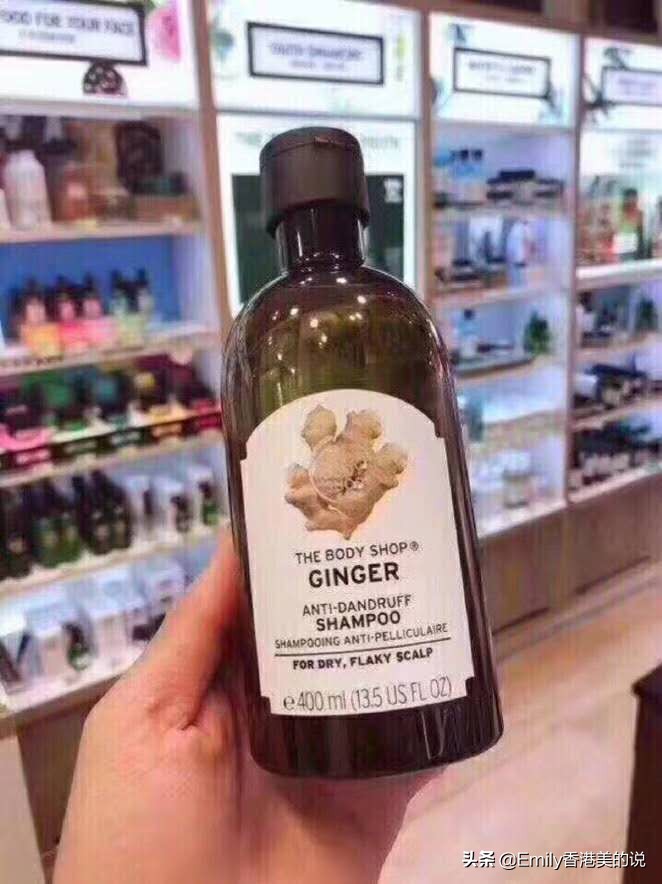 FOOD FOR YOUR FACE
THE BODY SHOP®
GINGER
ANTI-DANDRUFF
SHAMPOO
SHAMPOOING ANTI-PELLICULAIRE
FOR DRY, FLAKY SCALP
e 400 ml (13.5 US FL OZ)
头条 @Emily香港美的说